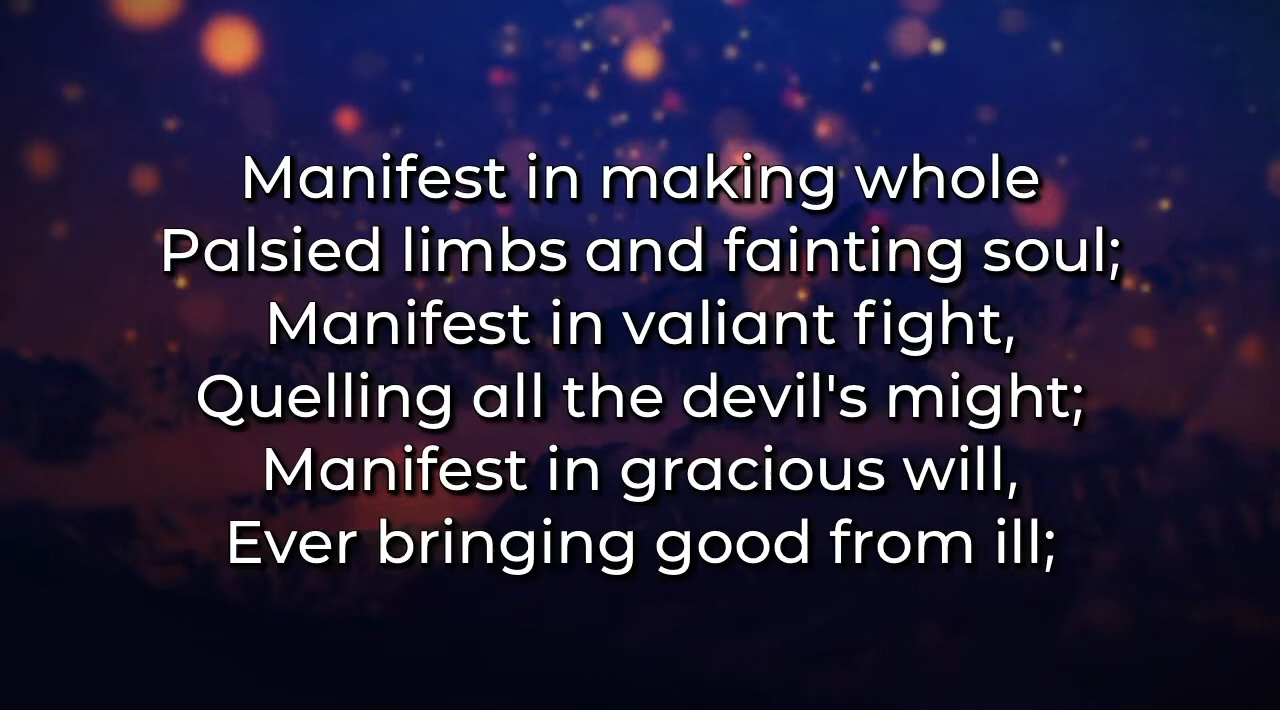 Manifest in making whole
Palsied limbs and fainting soul;
Manifest in valiant fight,
Quelling all the devil's might;
Manifest in gracious will,
Ever bringing good from ill;